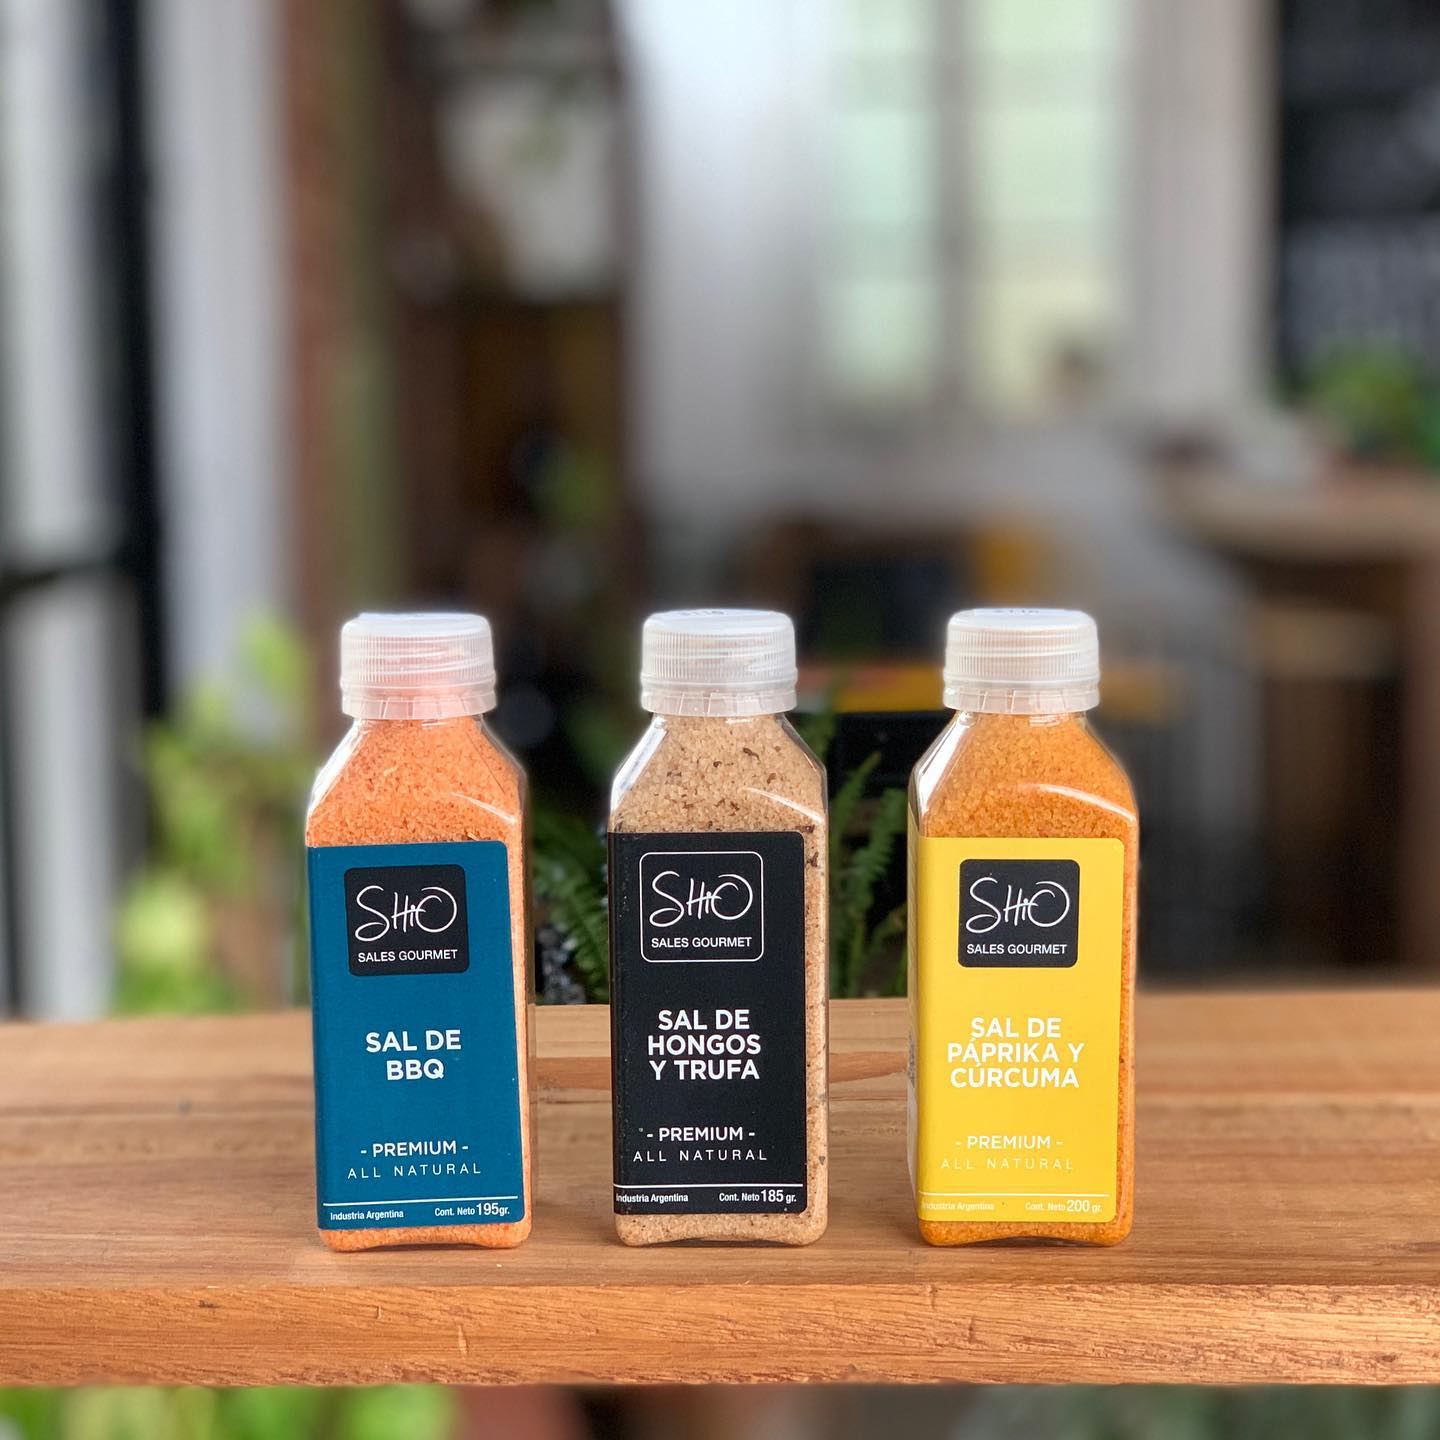 SHiO
SALES GOURMET
SAL DE
BBQ
- PREMIUM -
ALL NATURAL
Industria Argentina
Cont. Neto 195gr.
SHiO
SALES GOURMET
SAL DE
HONGOS
Y TRUFA
- PREMIUM -
ALL NATURAL
Industria Argentina
Cont. Neto 185 gr.
SHiO
SALES GOURMET
SAL DE
PÁPRIKA Y
CÚRCUMA
- PREMIUM -
ALL NATURAL
Industria Argentina
Cont. Neto 200 gr.